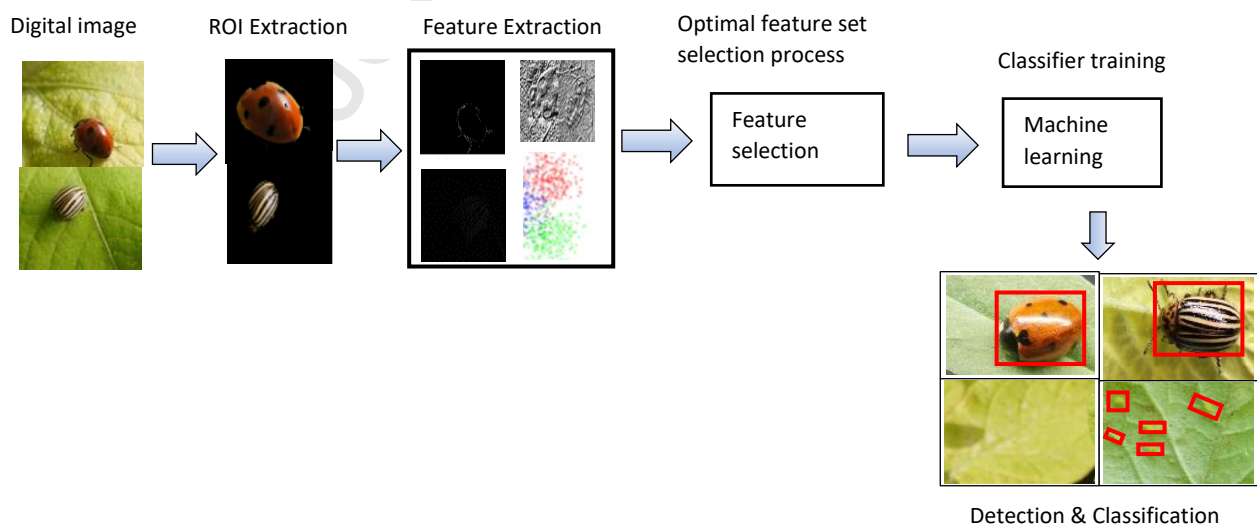 Digital image
ROI Extraction
Feature Extraction
Optimal feature set
selection process
Classifier training
Feature
selection
Machine
learning
Detection & Classification